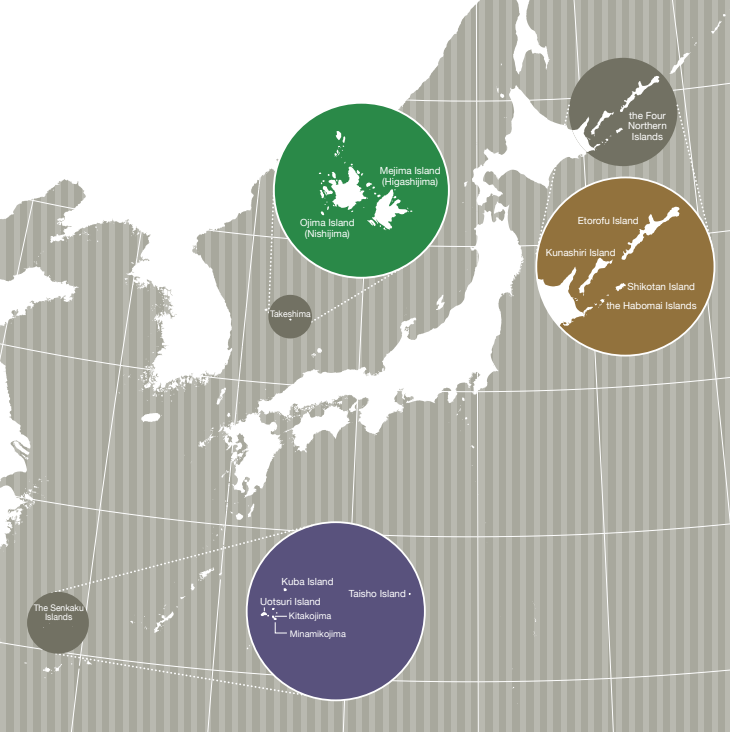 the Four
Northern
Islands
Mejima Island
(Higashijima)
Ojima Island
(Nishijima)
Etorofu Island
Kunashiri Island
Shikotan Island
the Habomai Islands
Takeshima
Kuba Island
Taisho Island
Uotsuri Island
Kitakojima
Minamikojima
The Senkaku
Islands